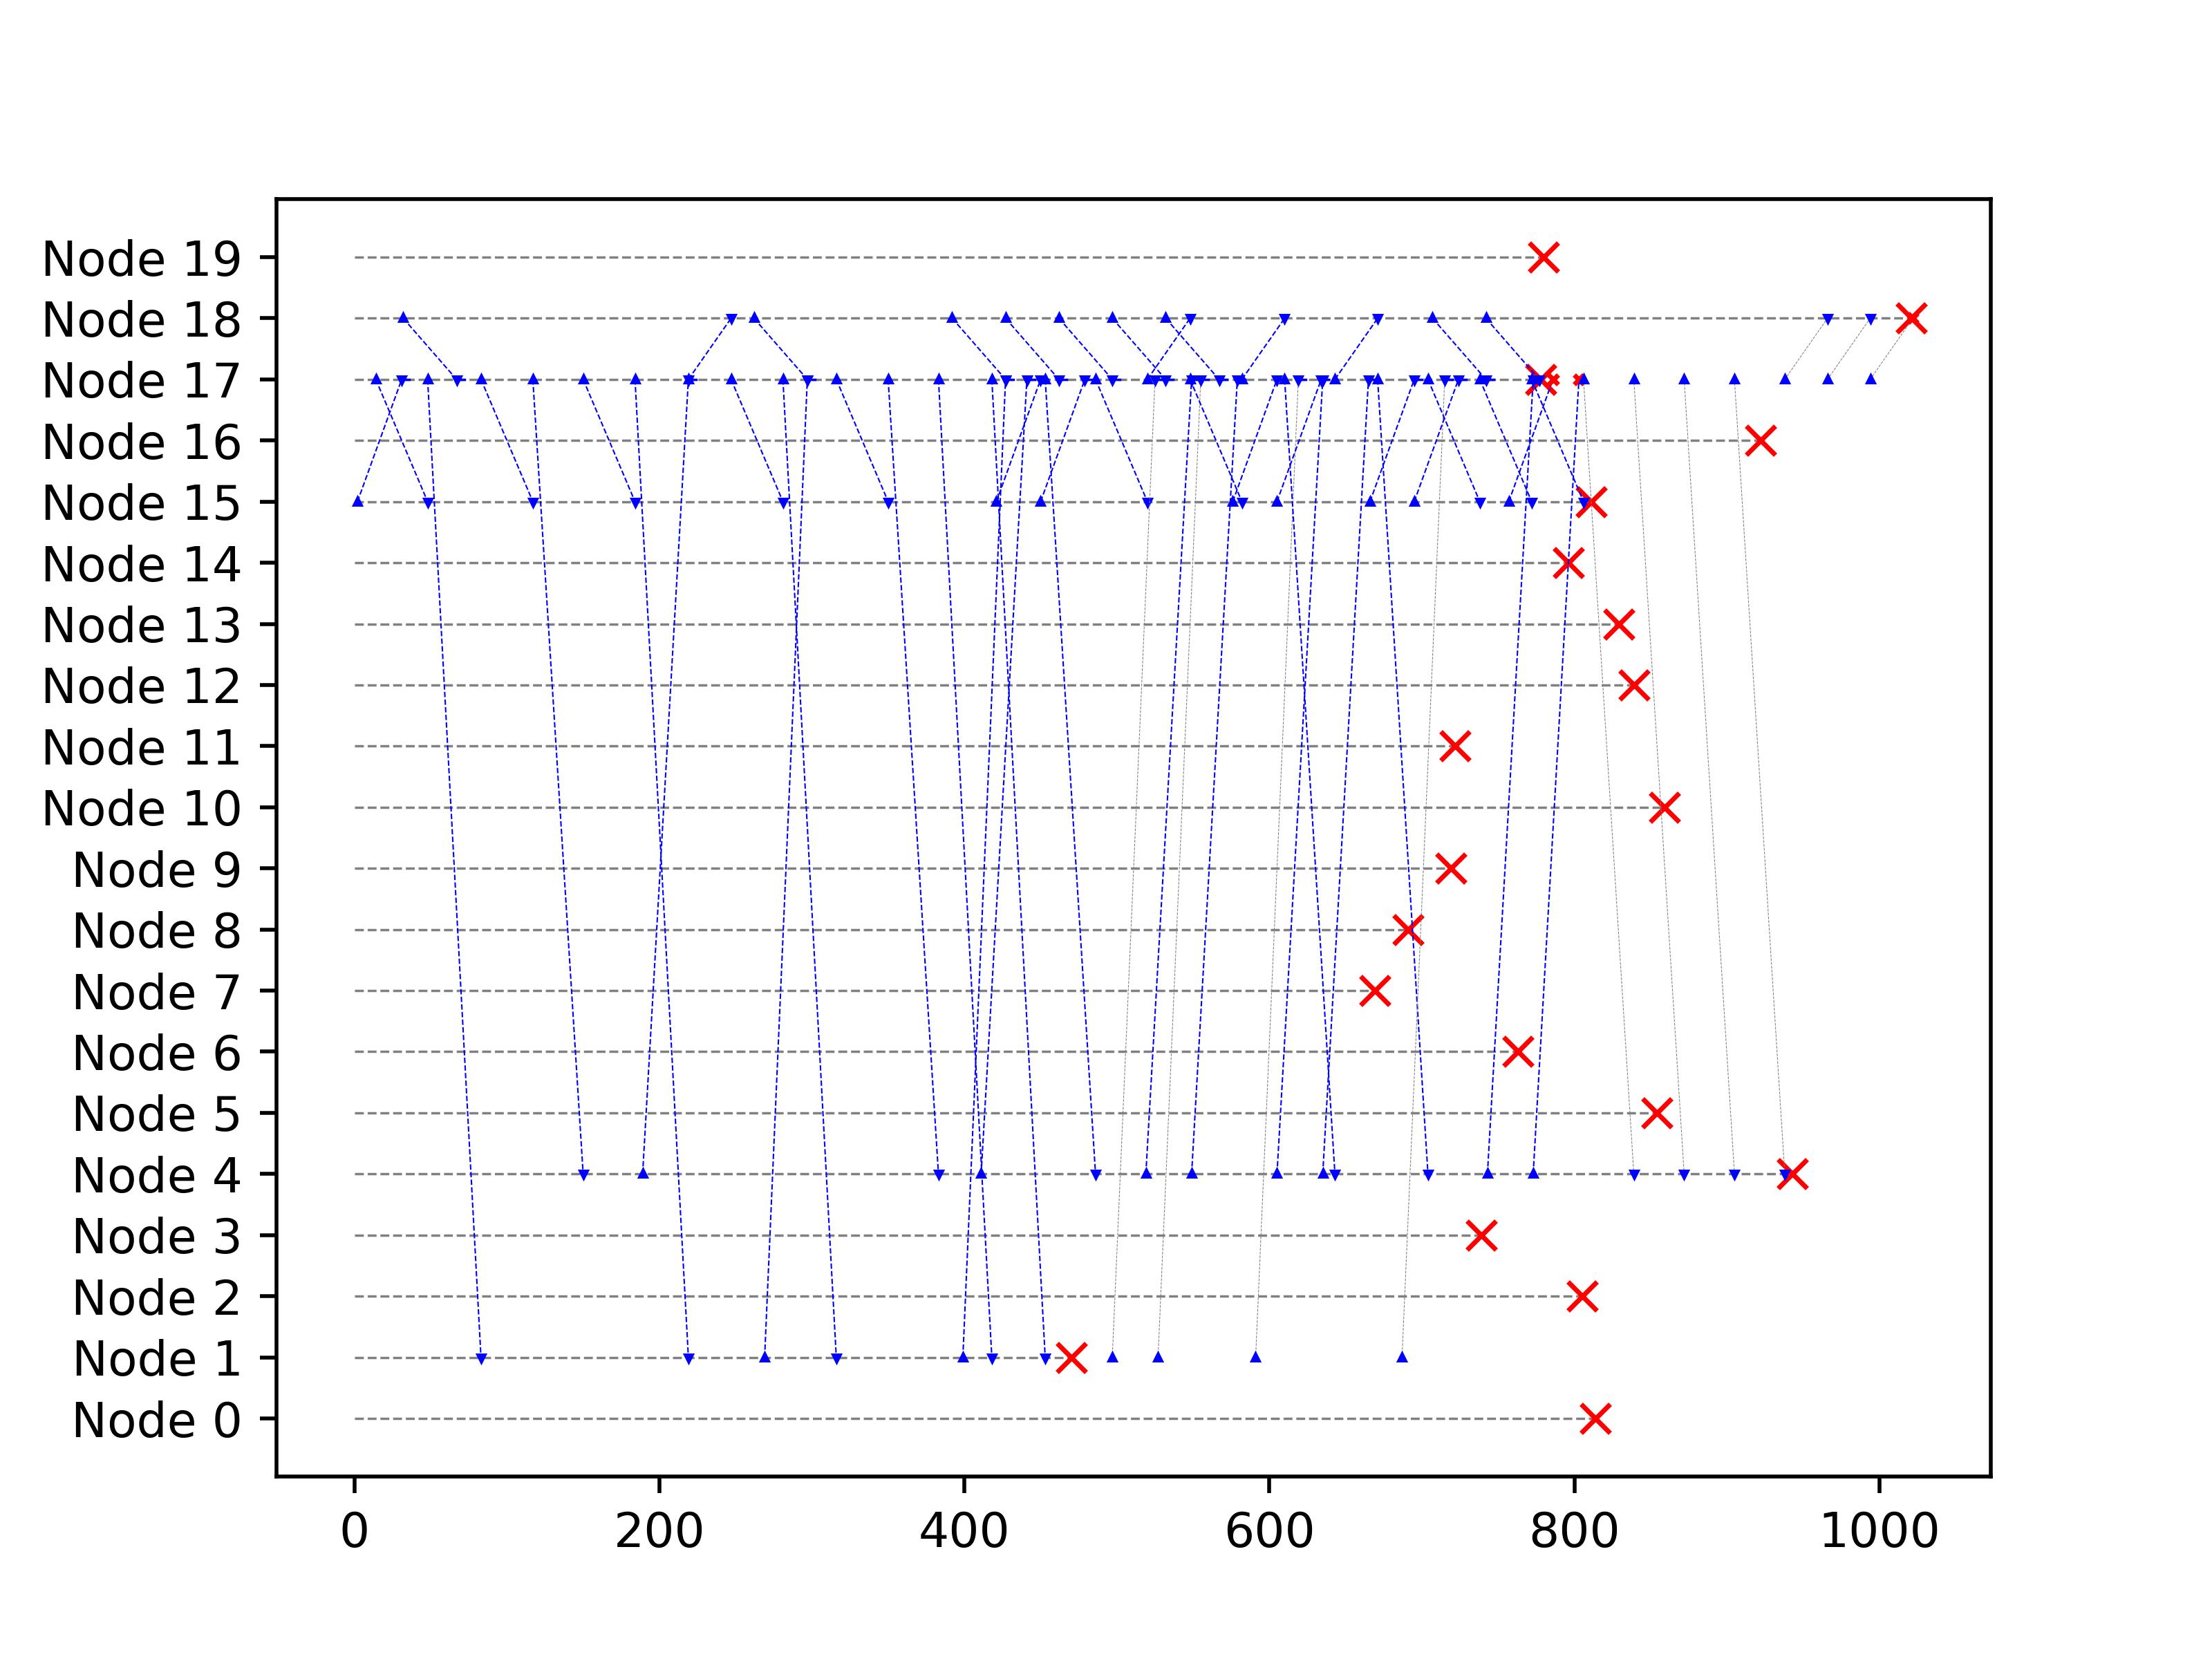 Node 19
Node 18
Node 17
Node 16
Node 15
Node 14
Node 13
Node 12
Node 11
Node 10
Node 9
Node 8
Node 7
Node 6
Node 5
Node 4
Node 3
Node 2
Node 1
Node 0
0 200 400 600 800 1000